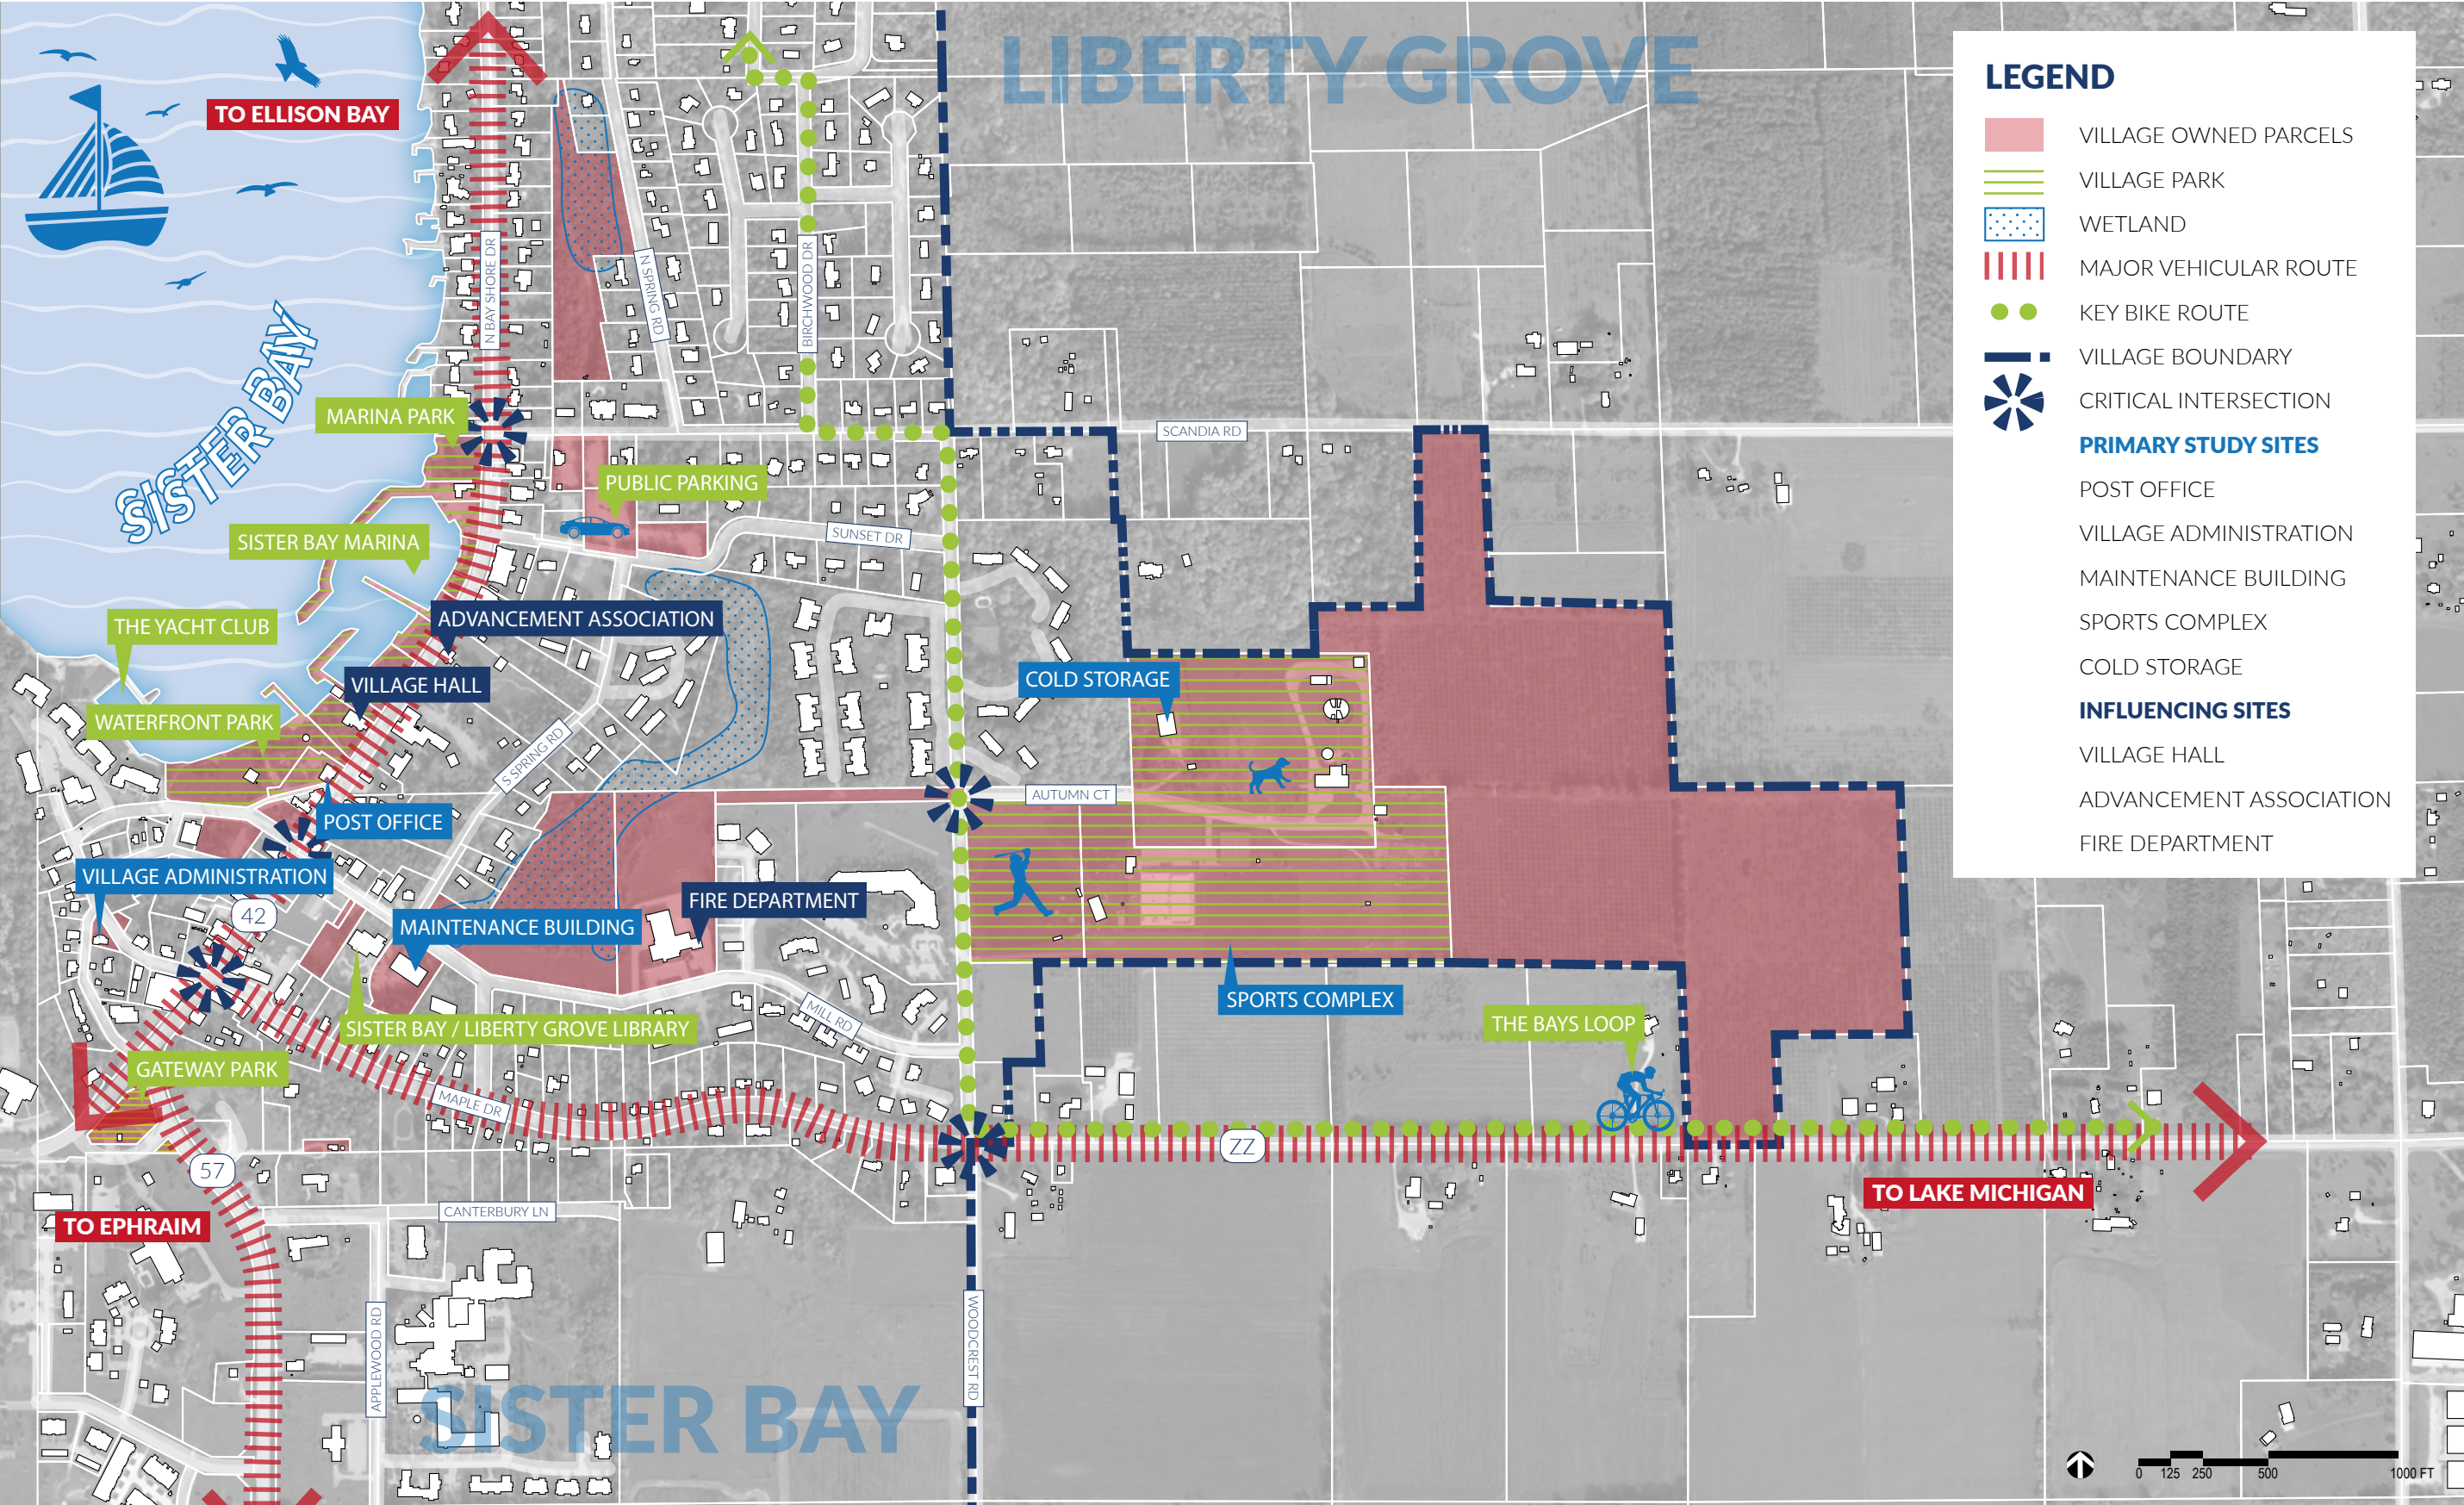 LIBERTY GROVE
TO ELLISON BAY
N BAY SHORE DR
N SPRING RD
BIRCHWOOD DR
SISTER BAY
MARINA PARK
SCANDIA RD
PUBLIC PARKING
SISTER BAY MARINA
SUNSET DR
THE YACHT CLUB
ADVANCEMENT ASSOCIATION
VILLAGE HALL
COLD STORAGE
WATERFRONT PARK
S SPRING RD
AUTUMN CT
POST OFFICE
VILLAGE ADMINISTRATION
42
FIRE DEPARTMENT
MAINTENANCE BUILDING
SPORTS COMPLEX
SISTER BAY / LIBERTY GROVE LIBRARY
MILL RD
THE BAYS LOOP
GATEWAY PARK
MAPLE DR
ZZ
57
TO LAKE MICHIGAN
TO EPHRAIM
CANTERBURY LN
APPLEWOOD RD
WOODCREST RD
SISTER BAY
LEGEND
VILLAGE OWNED PARCELS
VILLAGE PARK
WETLAND
MAJOR VEHICULAR ROUTE
KEY BIKE ROUTE
VILLAGE BOUNDARY
CRITICAL INTERSECTION
PRIMARY STUDY SITES
POST OFFICE
VILLAGE ADMINISTRATION
MAINTENANCE BUILDING
SPORTS COMPLEX
COLD STORAGE
INFLUENCING SITES
VILLAGE HALL
ADVANCEMENT ASSOCIATION
FIRE DEPARTMENT
0 125 250 500 1000 FT